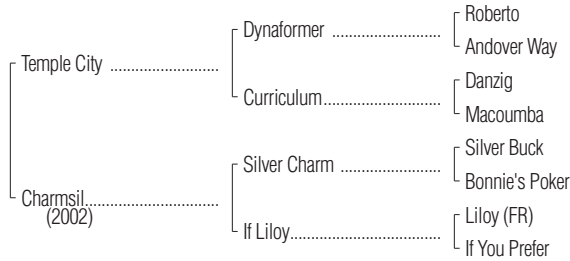 Roberto
Dynaformer ............................
Andover Way
Temple City ............................
Danzig
Curriculum..............................
Macoumba
Silver Buck
Silver Charm ..........................
Bonnie's Poker
Charmsil.................................
(2002)
Liloy (FR)
If Liloy.......................................
If You Prefer